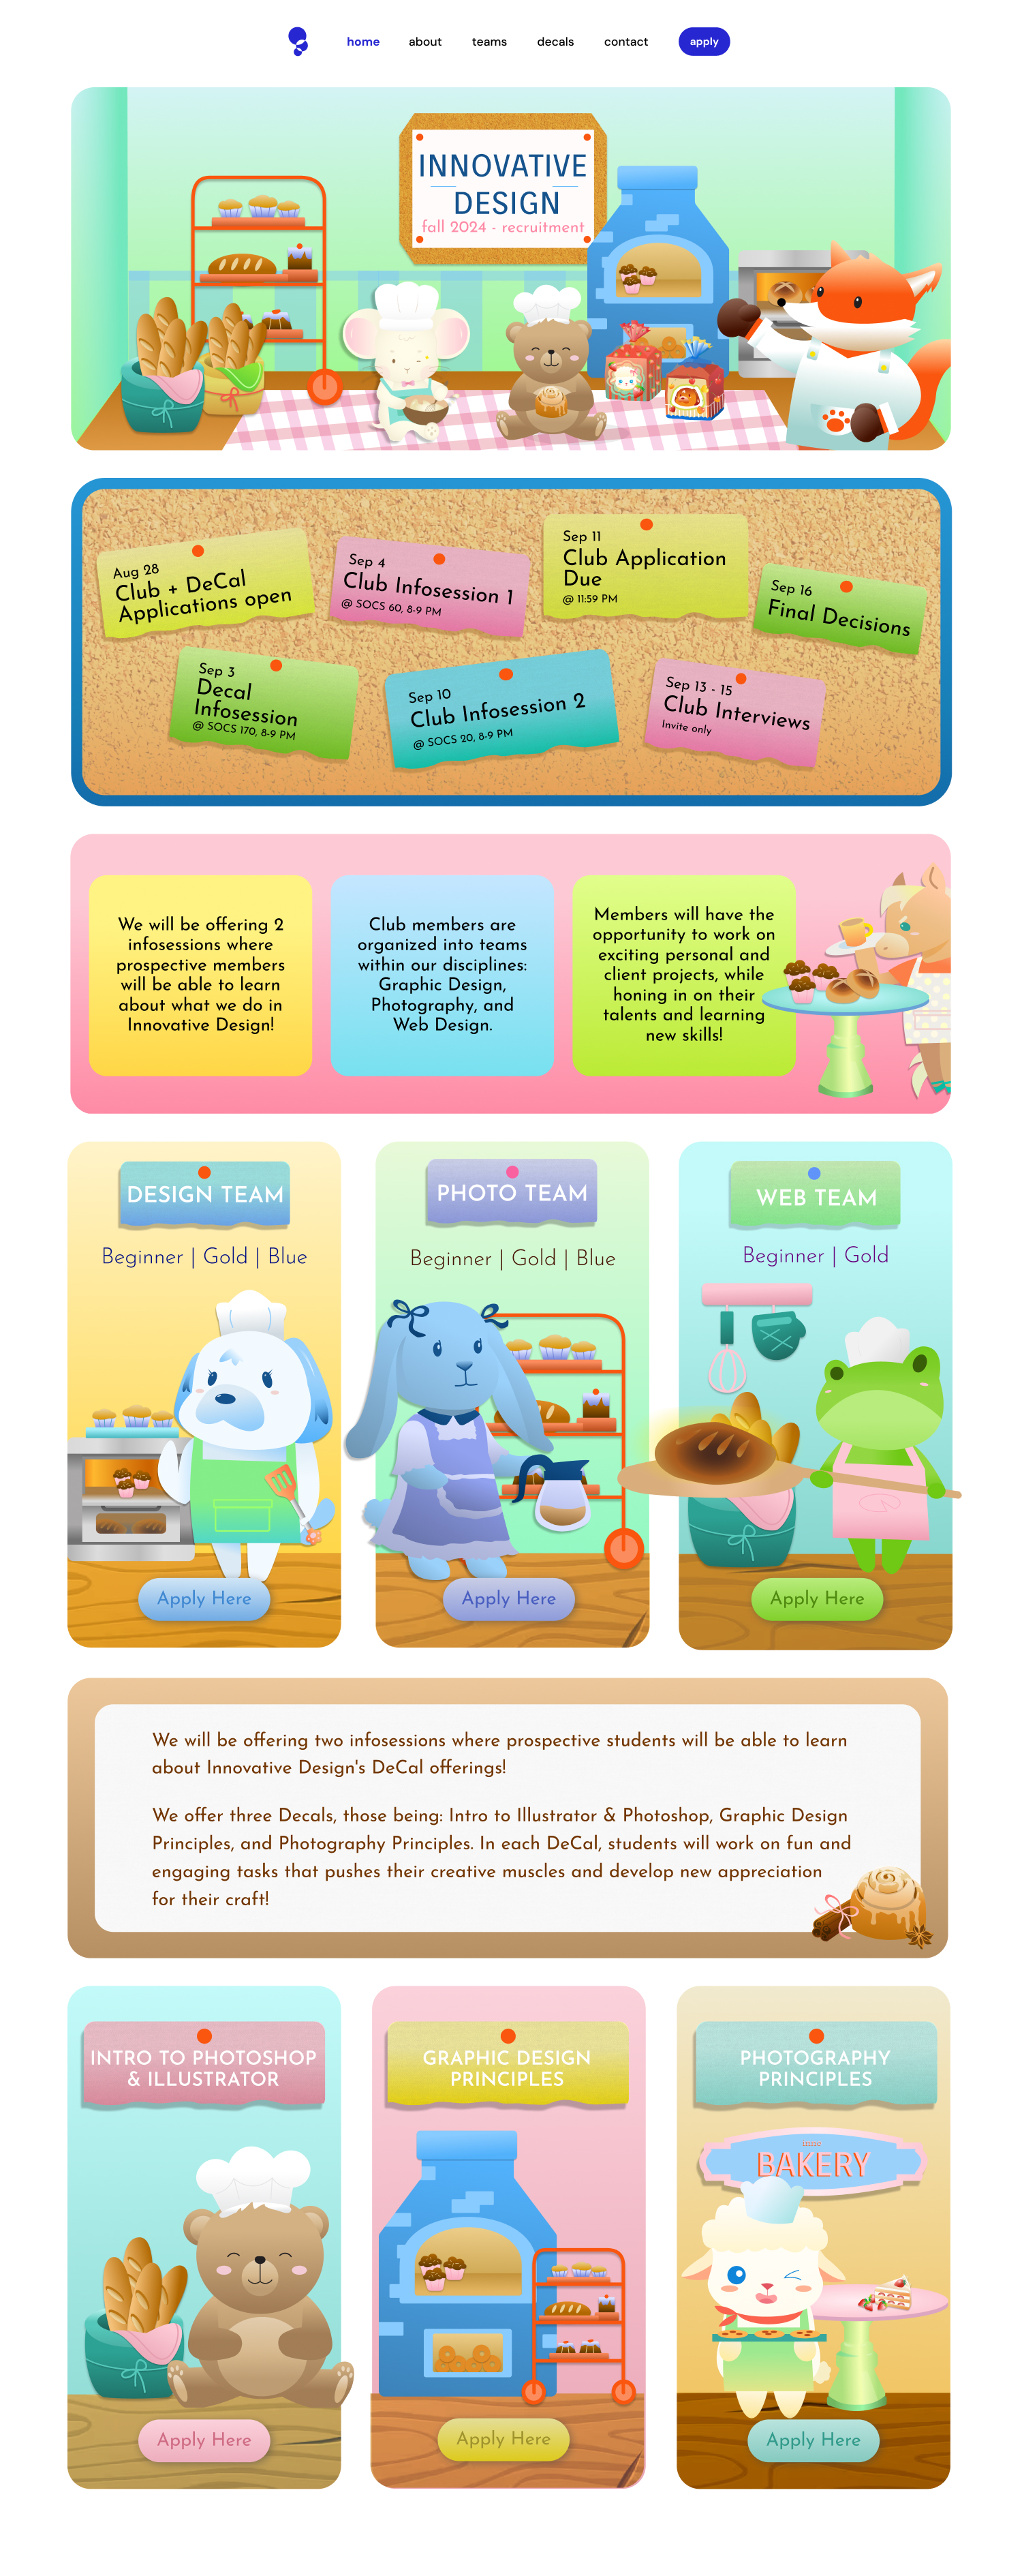 home about teams decals contact apply
INNOVATIVE
DESIGN
fall 2024 - recruitment
Aug 28
Club + DeCal
Applications open
Sep 4
Club Infosession 1
@ SOCS 60, 8-9 PM
Sep 11
Club Application
Due
@ 11:59 PM
Sep 16
Final Decisions
Sep 3
Decal
Infosession
@ SOCS 170, 8-9 PM
Sep 10
Club Infosession 2
@ SOCS 20, 8-9 PM
Sep 13 - 15
Club Interviews
Invite only
We will be offering 2
infosessions where
prospective members
will be able to learn
about what we do in
Innovative Design!
Club members are
organized into teams
within our disciplines:
Graphic Design,
Photography, and
Web Design.
Members will have the
opportunity to work on
exciting personal and
client projects, while
honing in on their
talents and learning
new skills!
DESIGN TEAM
Beginner | Gold | Blue
Apply Here
PHOTO TEAM
Beginner | Gold | Blue
Apply Here
WEB TEAM
Beginner | Gold
Apply Here
We will be offering two infosessions where prospective students will be able to learn
about Innovative Design's DeCal offerings!
We offer three Decals, those being: Intro to Illustrator & Photoshop, Graphic Design
Principles, and Photography Principles. In each DeCal, students will work on fun and
engaging tasks that pushes their creative muscles and develop new appreciation
for their craft!
INTRO TO PHOTOSHOP
& ILLUSTRATOR
Apply Here
GRAPHIC DESIGN
PRINCIPLES
Apply Here
PHOTOGRAPHY
PRINCIPLES
BAKERY
Apply Here